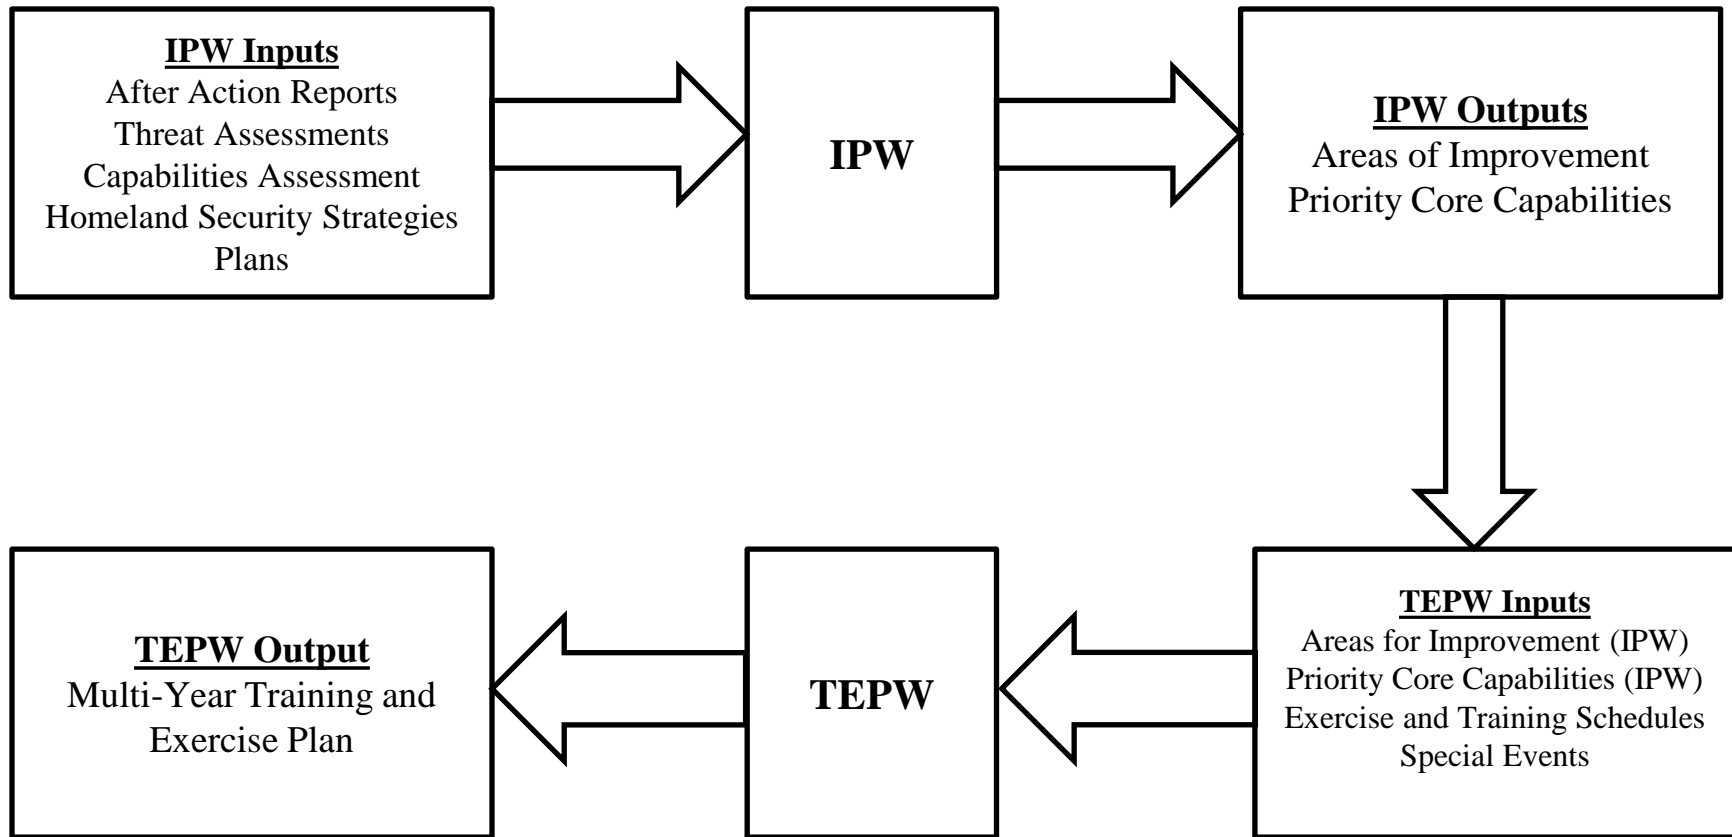 IPW Inputs
After Action Reports
Threat Assessments
Capabilities Assessment
Homeland Security Strategies
Plans
IPW
IPW Outputs
Areas of Improvement
Priority Core Capabilities
TEPW Inputs
Areas for Improvement (IPW)
Priority Core Capabilities (IPW)
Exercise and Training Schedules
Special Events
TEPW
TEPW Output
Multi-Year Training and
Exercise Plan